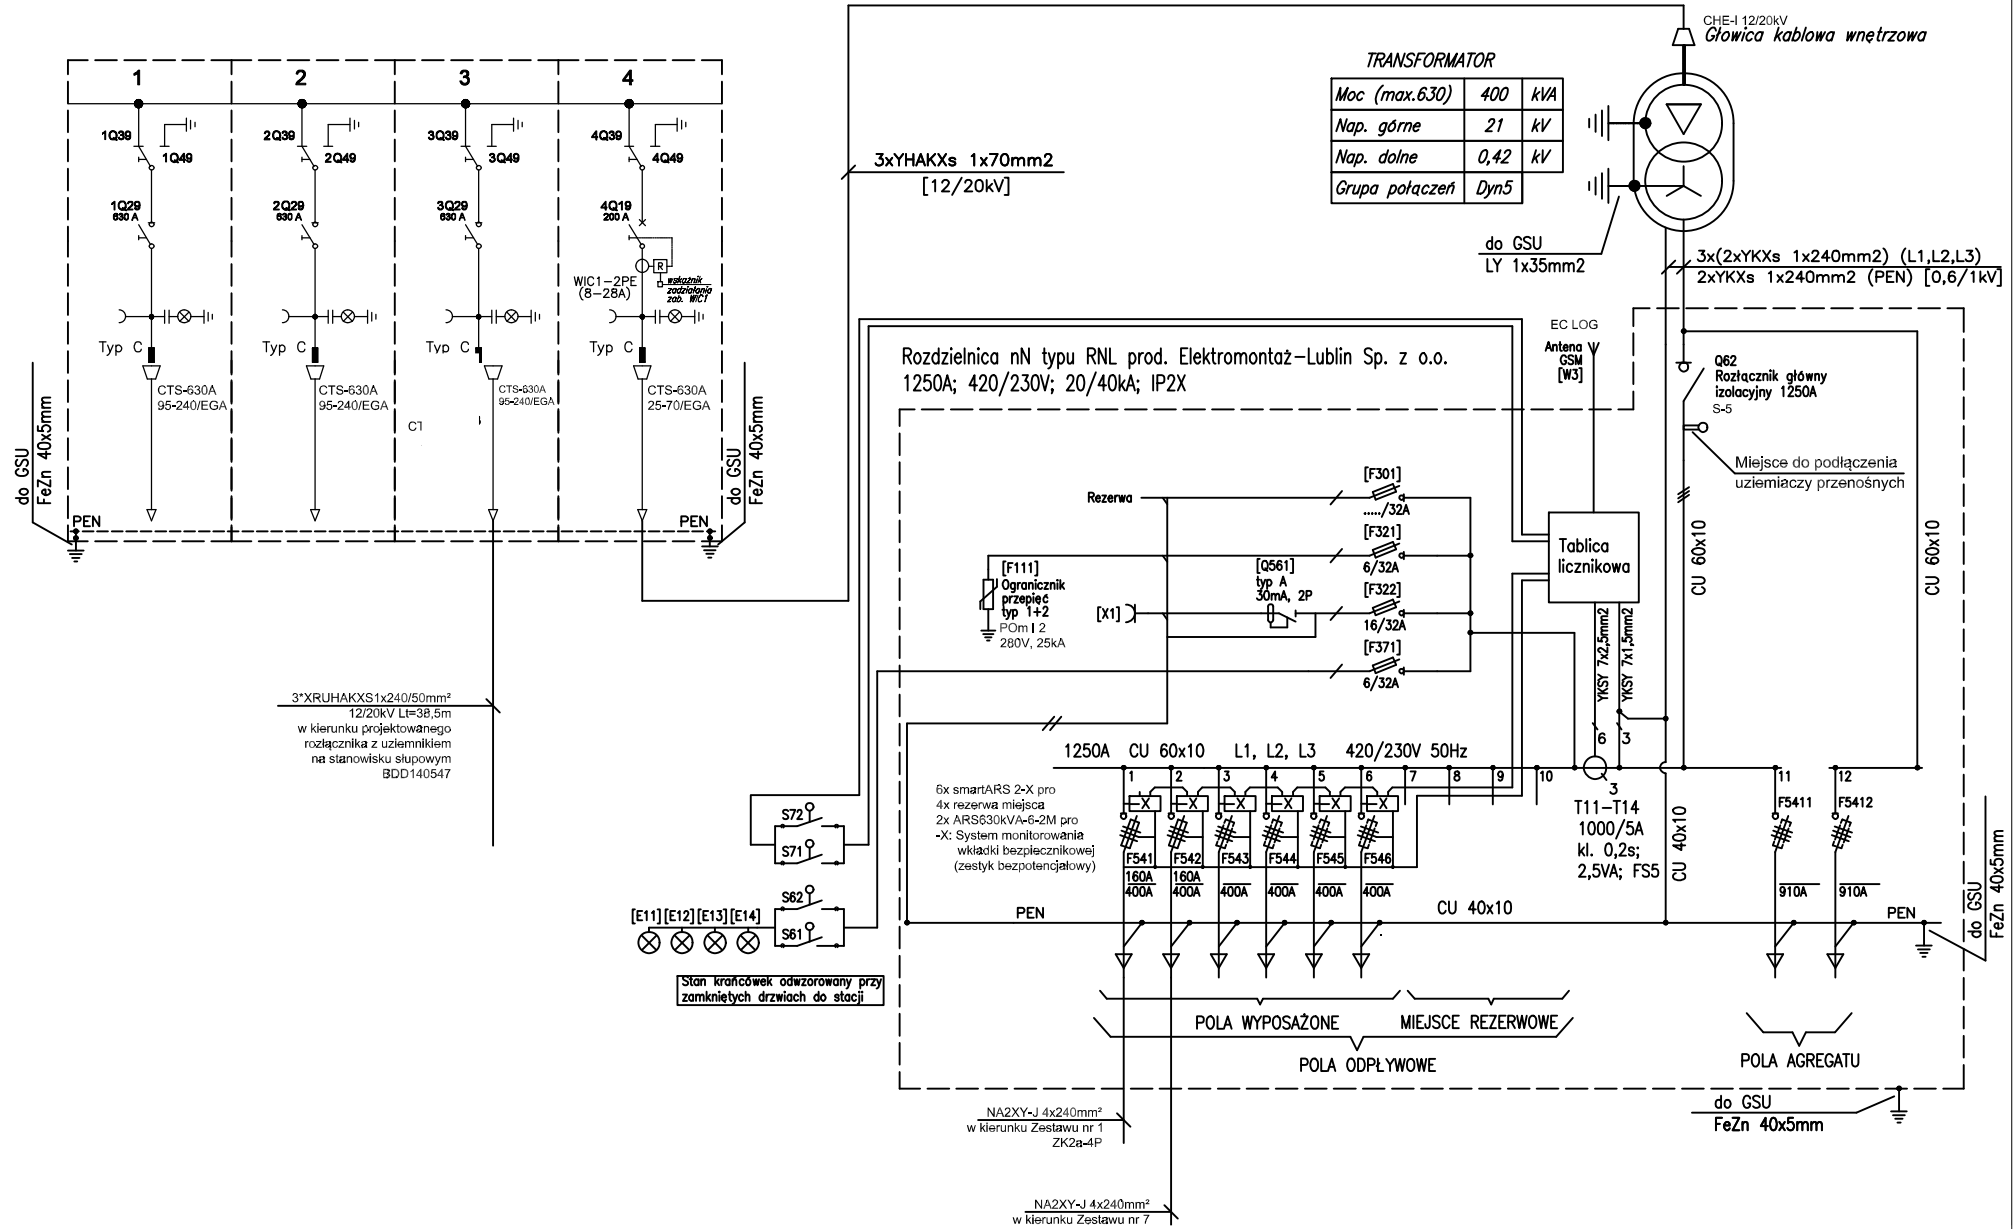 1
2
3
4
1Q39
1Q49
2Q39
2Q49
3Q39
3Q49
4Q39
4Q49
1Q29
630 A
2Q29
630 A
3Q29
630 A
4Q19
200 A
WIC1-2PE
(8-28A)
R
wskaźnik
zadziałania
zab. WIC1
Typ C
Typ C
Typ C
Typ C
CTS-630A
95-240/EGA
CTS-630A
95-240/EGA
CTS-630A
95-240/EGA
CTS-630A
25-70/EGA
do GSU
FeZn 40x5mm
do GSU
FeZn 40x5mm
PEN
PEN
3xYHAKXs 1x70mm2
[12/20kV]
3*XRUHAKXS1x240/50mm²
12/20kV Lt=38,5m
w kierunku projektowanego
rozłącznika z uziemnikiem
na stanowisku słupowym
BDD140547
TRANSFORMATOR
Moc (max.630) 400 kVA
Nap. górne 21 kV
Nap. dolne 0,42 kV
Grupa połączeń Dyn5
CHE-I 12/20kV
Głowica kablowa wnętrzowa
do GSU
LY 1x35mm2
3x(2xYKXs 1x240mm2) (L1,L2,L3)
2xYKXs 1x240mm2 (PEN) [0,6/1kV]
Rozdzielnica nN typu RNL prod. Elektromontaż-Lublin Sp. z o.o.
1250A; 420/230V; 20/40kA; IP2X
EC LOG
Antena
GSM
[W3]
Q62
Rozłącznik główny
izolacyjny 1250A
S-5
Miejsce do podłączenia
uziemiaczy przenośnych
Rezerwa
[F301]
...../32A
[F321]
6/32A
[F322]
16/32A
[F371]
6/32A
[F111]
Ogranicznik
przepięć
typ 1+2
POm I 2
280V, 25kA
[X1]
[Q561]
typ A
30mA, 2P
Tablica
licznikowa
YKSY 7x2,5mm2
YKSY 7x1,5mm2
6
3
CU 60x10
CU 60x10
1250A CU 60x10 L1, L2, L3 420/230V 50Hz
1
2
3
4
5
6
7
8
9
10
11
12
6x smartARS 2-X pro
4x rezerwa miejsca
2x ARS630kVA-6-2M pro
-X: System monitorowania
wkładki bezpiecznikowej
(zestyk bezpotencjałowy)
X
X
X
X
X
X
F541
F542
F543
F544
F545
F546
160A
400A
160A
400A
400A
400A
400A
400A
3
T11-T14
1000/5A
kl. 0,2s;
2,5VA; FS5
CU 40x10
F5411
F5412
910A
910A
PEN
CU 40x10
PEN
do GSU
FeZn 40x5mm
S72
S71
S62
S61
[E11] [E12] [E13] [E14]
Stan krańcówek odwzorowany przy
zamkniętych drzwiach do stacji
POLA WYPOSAŻONE
MIEJSCE REZERWOWE
POLA ODPŁYWOWE
POLA AGREGATU
do GSU
FeZn 40x5mm
NA2XY-J 4x240mm²
w kierunku Zestawu nr 1
ZK2a-4P
NA2XY-J 4x240mm²
w kierunku Zestawu nr 7